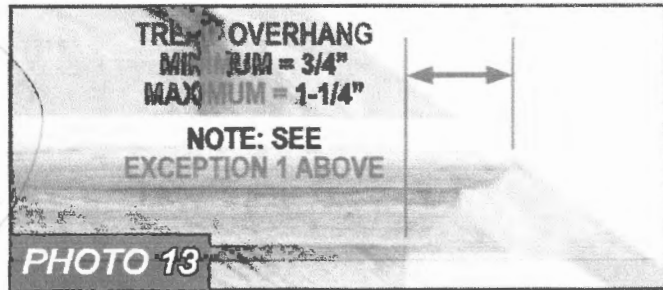 TREAD OVERHANG
MINIMUM = 3/4"
MAXIMUM = 1-1/4"
NOTE: SEE
EXCEPTION 1 ABOVE
PHOTO 13